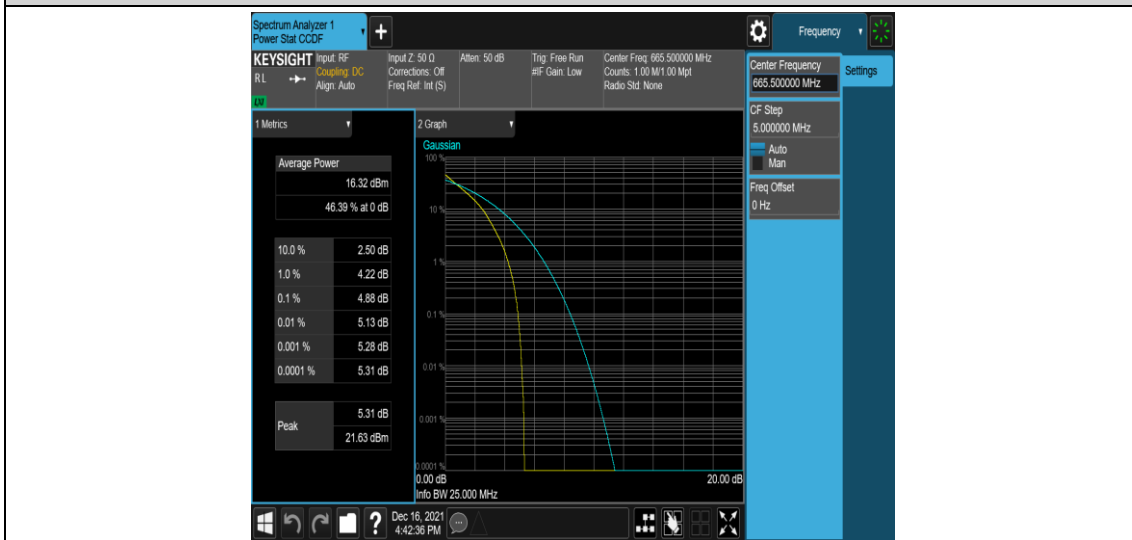 Spectrum Analyzer 1
Power Stat CCDF
+
Frequency
KEYSIGHT
Input: RF
Coupling: DC
Align: Auto
RL
LXI
Input Z: 50 Ω
Corrections: Off
Freq Ref: Int (S)
Atten: 50 dB
Trig: Free Run
#IF Gain: Low
Center Freq: 665.500000 MHz
Counts: 1.00 M/1.00 Mpt
Radio Std: None
Center Frequency
665.500000 MHz
Settings
CF Step
5.000000 MHz
Auto
Man
Freq Offset
0 Hz
1 Metrics
Average Power
16.32 dBm
46.39 % at 0 dB
10.0 % 2.50 dB
1.0 % 4.22 dB
0.1 % 4.88 dB
0.01 % 5.13 dB
0.001 % 5.28 dB
0.0001 % 5.31 dB
Peak
5.31 dB
21.63 dBm
2 Graph
Gaussian
100 %
10 %
1 %
0.1 %
0.01 %
0.001 %
0.0001 %
0.00 dB 20.00 dB
Info BW 25.000 MHz
?
Dec 16, 2021
4:42:36 PM